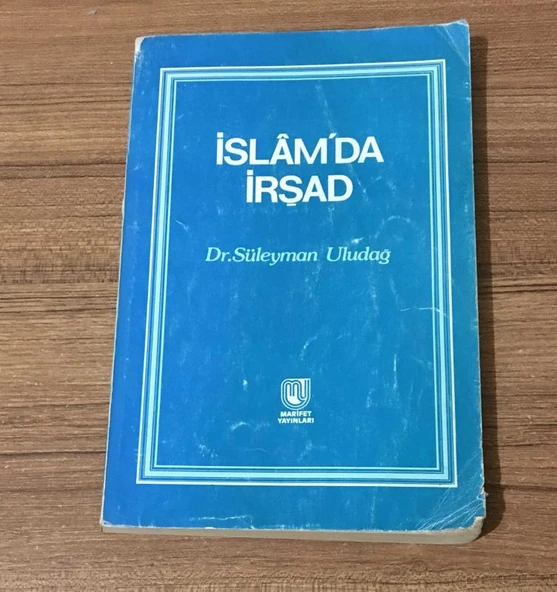 İSLÂM'DA
İRŞAD
Dr.Süleyman Uludağ
MARİFET
YAYINLARI